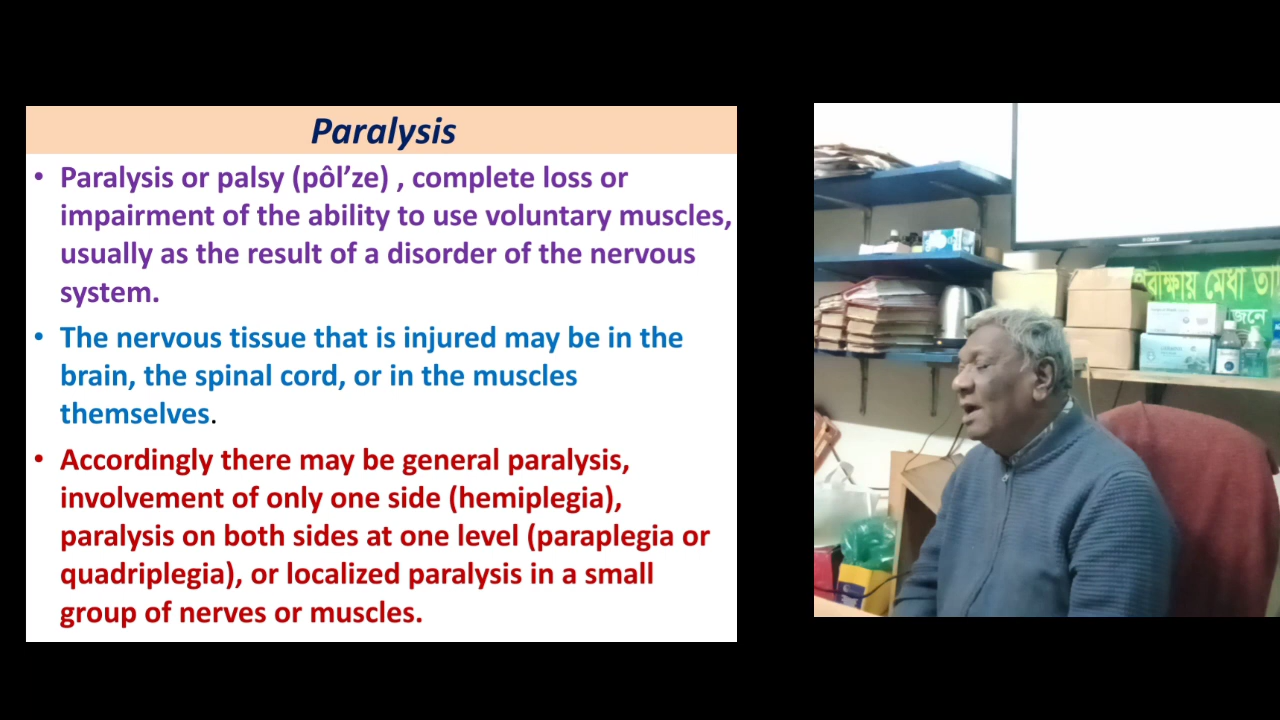 Paralysis
• Paralysis or palsy (pôl’ze) , complete loss or
impairment of the ability to use voluntary muscles,
usually as the result of a disorder of the nervous
system.
• The nervous tissue that is injured may be in the
brain, the spinal cord, or in the muscles
themselves.
• Accordingly there may be general paralysis,
involvement of only one side (hemiplegia),
paralysis on both sides at one level (paraplegia or
quadriplegia), or localized paralysis in a small
group of nerves or muscles.
SONY
মেধা